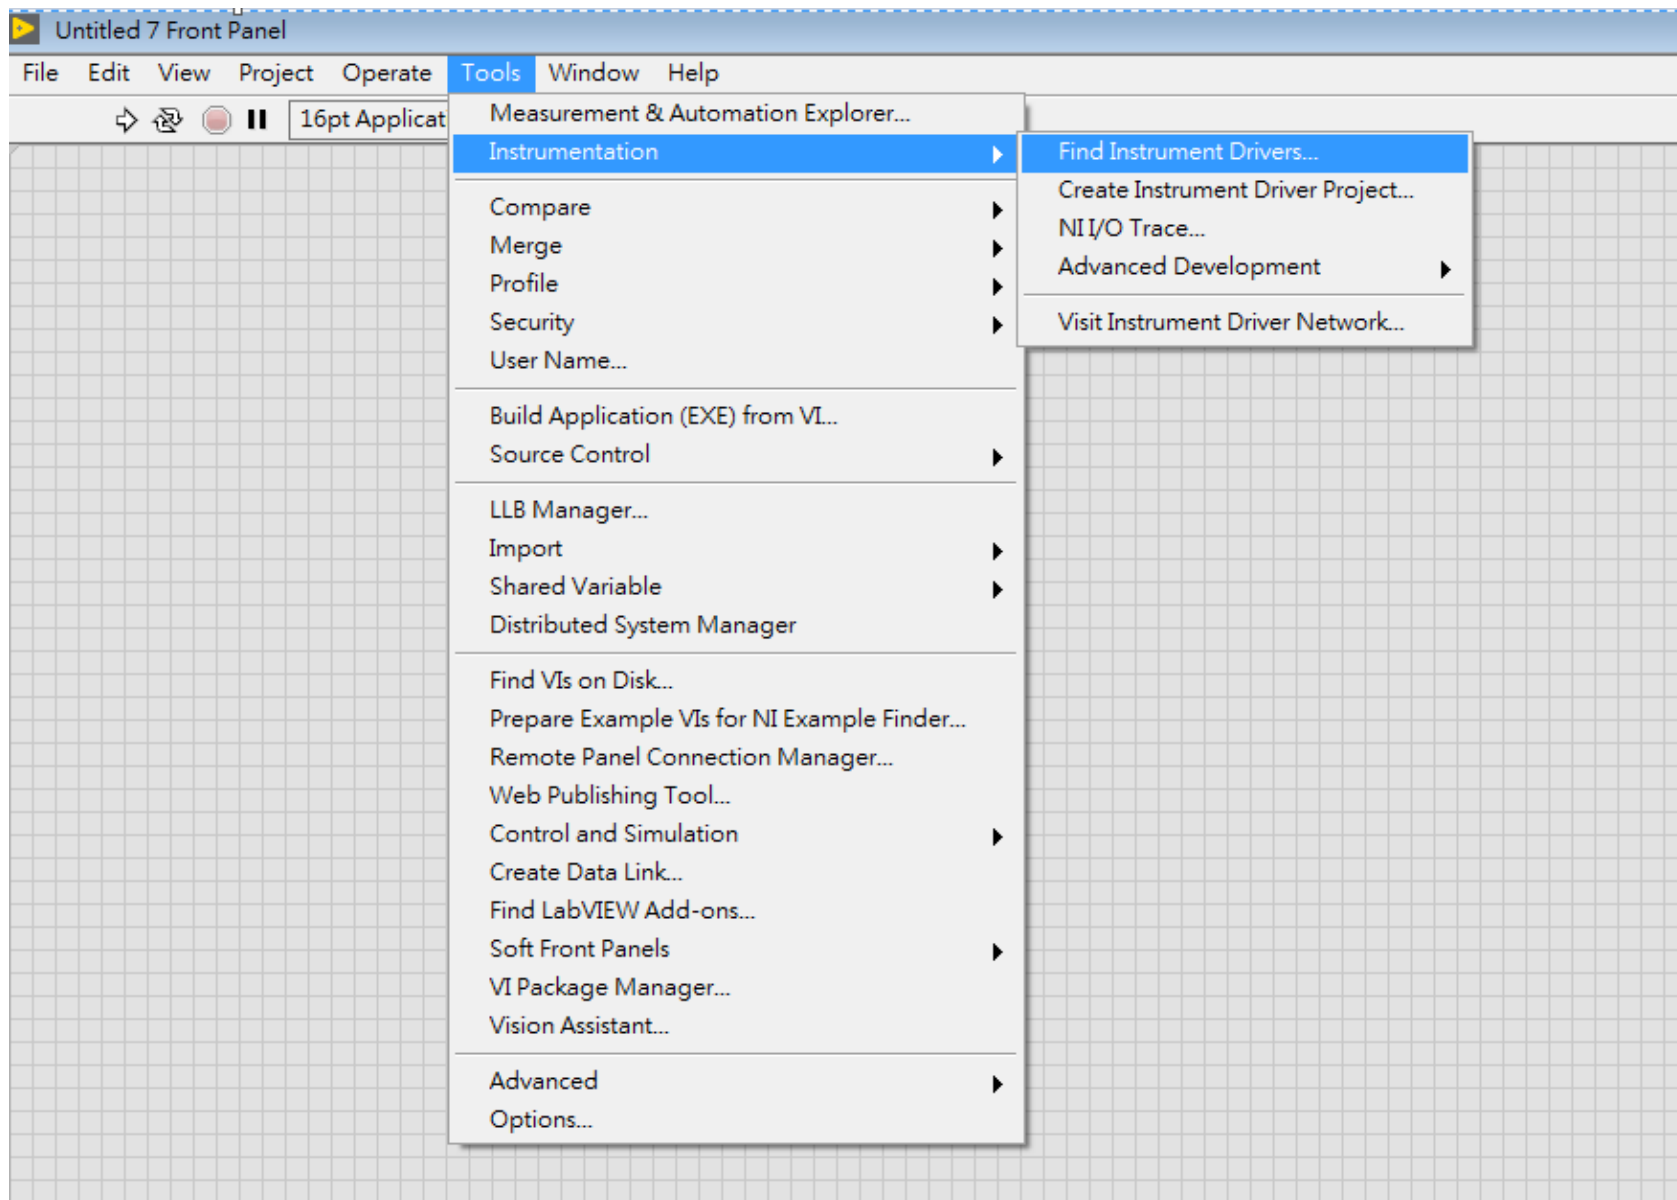 Untitled 7 Front Panel
File Edit View Project Operate Tools Window Help
16pt Applicat
Measurement & Automation Explorer...
Instrumentation
Compare
Merge
Profile
Security
User Name...
Build Application (EXE) from VI...
Source Control
LLB Manager...
Import
Shared Variable
Distributed System Manager
Find VIs on Disk...
Prepare Example VIs for NI Example Finder...
Remote Panel Connection Manager...
Web Publishing Tool...
Control and Simulation
Create Data Link...
Find LabVIEW Add-ons...
Soft Front Panels
VI Package Manager...
Vision Assistant...
Advanced
Options...
Find Instrument Drivers...
Create Instrument Driver Project...
NI I/O Trace...
Advanced Development
Visit Instrument Driver Network...